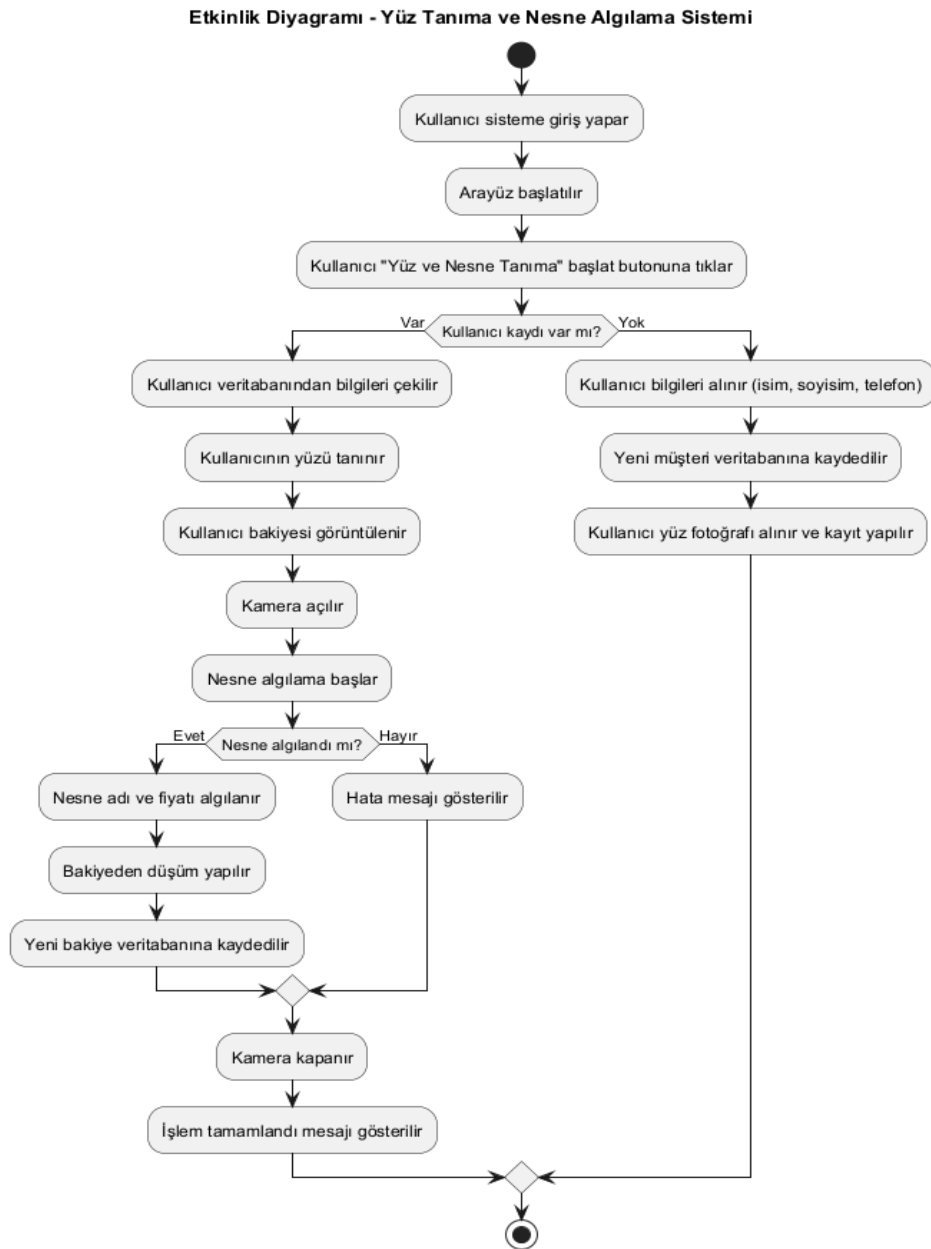 Etkinlik Diyagramı - Yüz Tanıma ve Nesne Algılama Sistemi
Kullanıcı sisteme giriş yapar
Arayüz başlatılır
Kullanıcı "Yüz ve Nesne Tanıma" başlat butonuna tıklar
Kullanıcı kaydı var mı?
Var
Yok
Kullanıcı veritabanından bilgileri çekilir
Kullanıcının yüzü tanınır
Kullanıcı bakiyesi görüntülenir
Kamera açılır
Nesne algılama başlar
Nesne algılandı mı?
Evet
Hayır
Nesne adı ve fiyatı algılanır
Bakiyeden düşüm yapılır
Yeni bakiye veritabanına kaydedilir
Hata mesajı gösterilir
Kamera kapanır
İşlem tamamlandı mesajı gösterilir
Kullanıcı bilgileri alınır (isim, soyisim, telefon)
Yeni müşteri veritabanına kaydedilir
Kullanıcı yüz fotoğrafı alınır ve kayıt yapılır